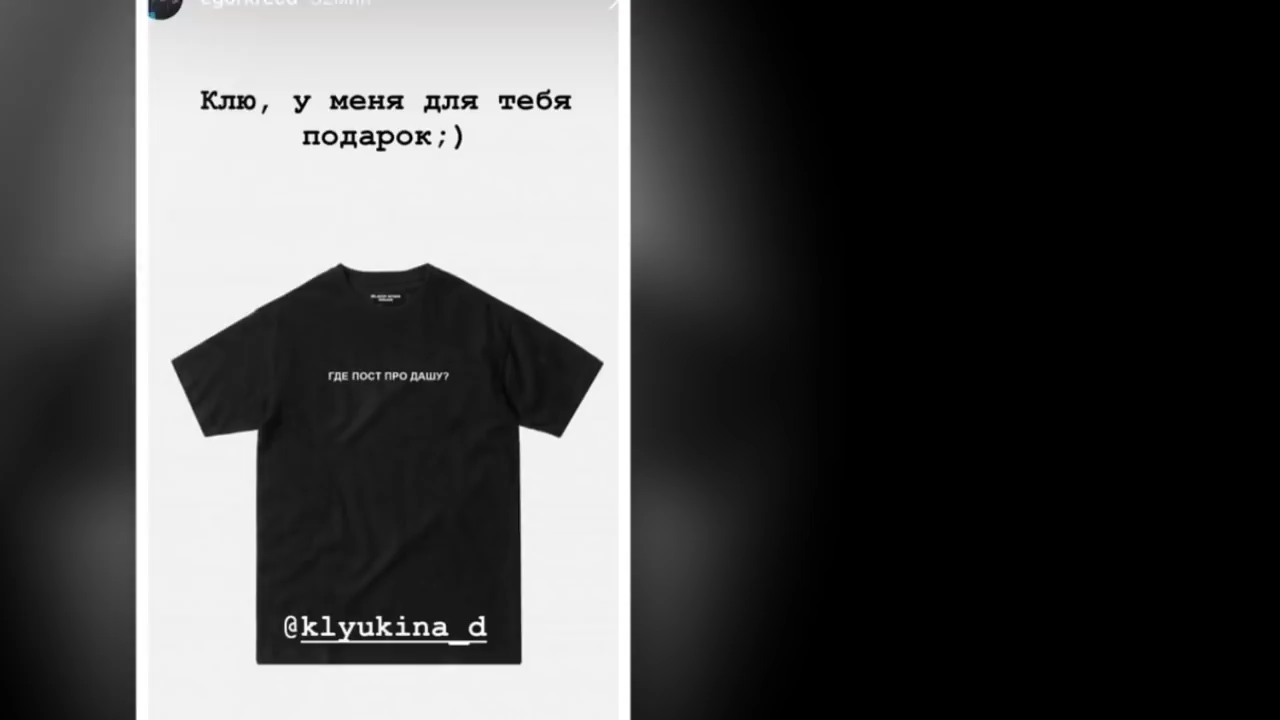 Клю, у меня для тебя
подарок;)
ГДЕ ПОСТ ПРО ДАШУ?
@klyukina_d